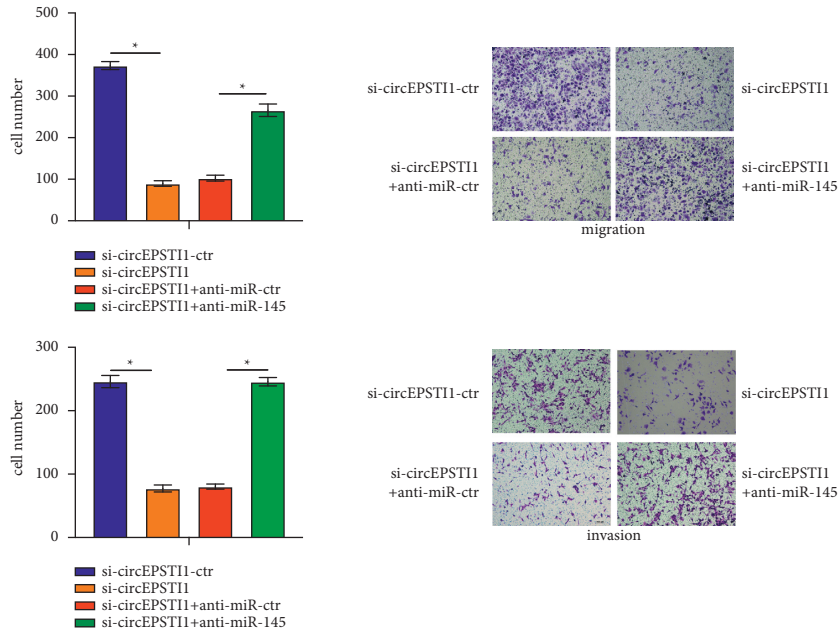 500
400
300
200
100
0
cell number
*
*
si-circEPSTI1-ctr
si-circEPSTI1
si-circEPSTI1+anti-miR-ctr
si-circEPSTI1+anti-miR-145
si-circEPSTI1-ctr
si-circEPSTI1
si-circEPSTI1
+anti-miR-ctr
si-circEPSTI1
+anti-miR-145
migration
300
200
100
0
cell number
*
*
si-circEPSTI1-ctr
si-circEPSTI1
si-circEPSTI1+anti-miR-ctr
si-circEPSTI1+anti-miR-145
si-circEPSTI1-ctr
si-circEPSTI1
si-circEPSTI1
+anti-miR-ctr
si-circEPSTI1
+anti-miR-145
invasion